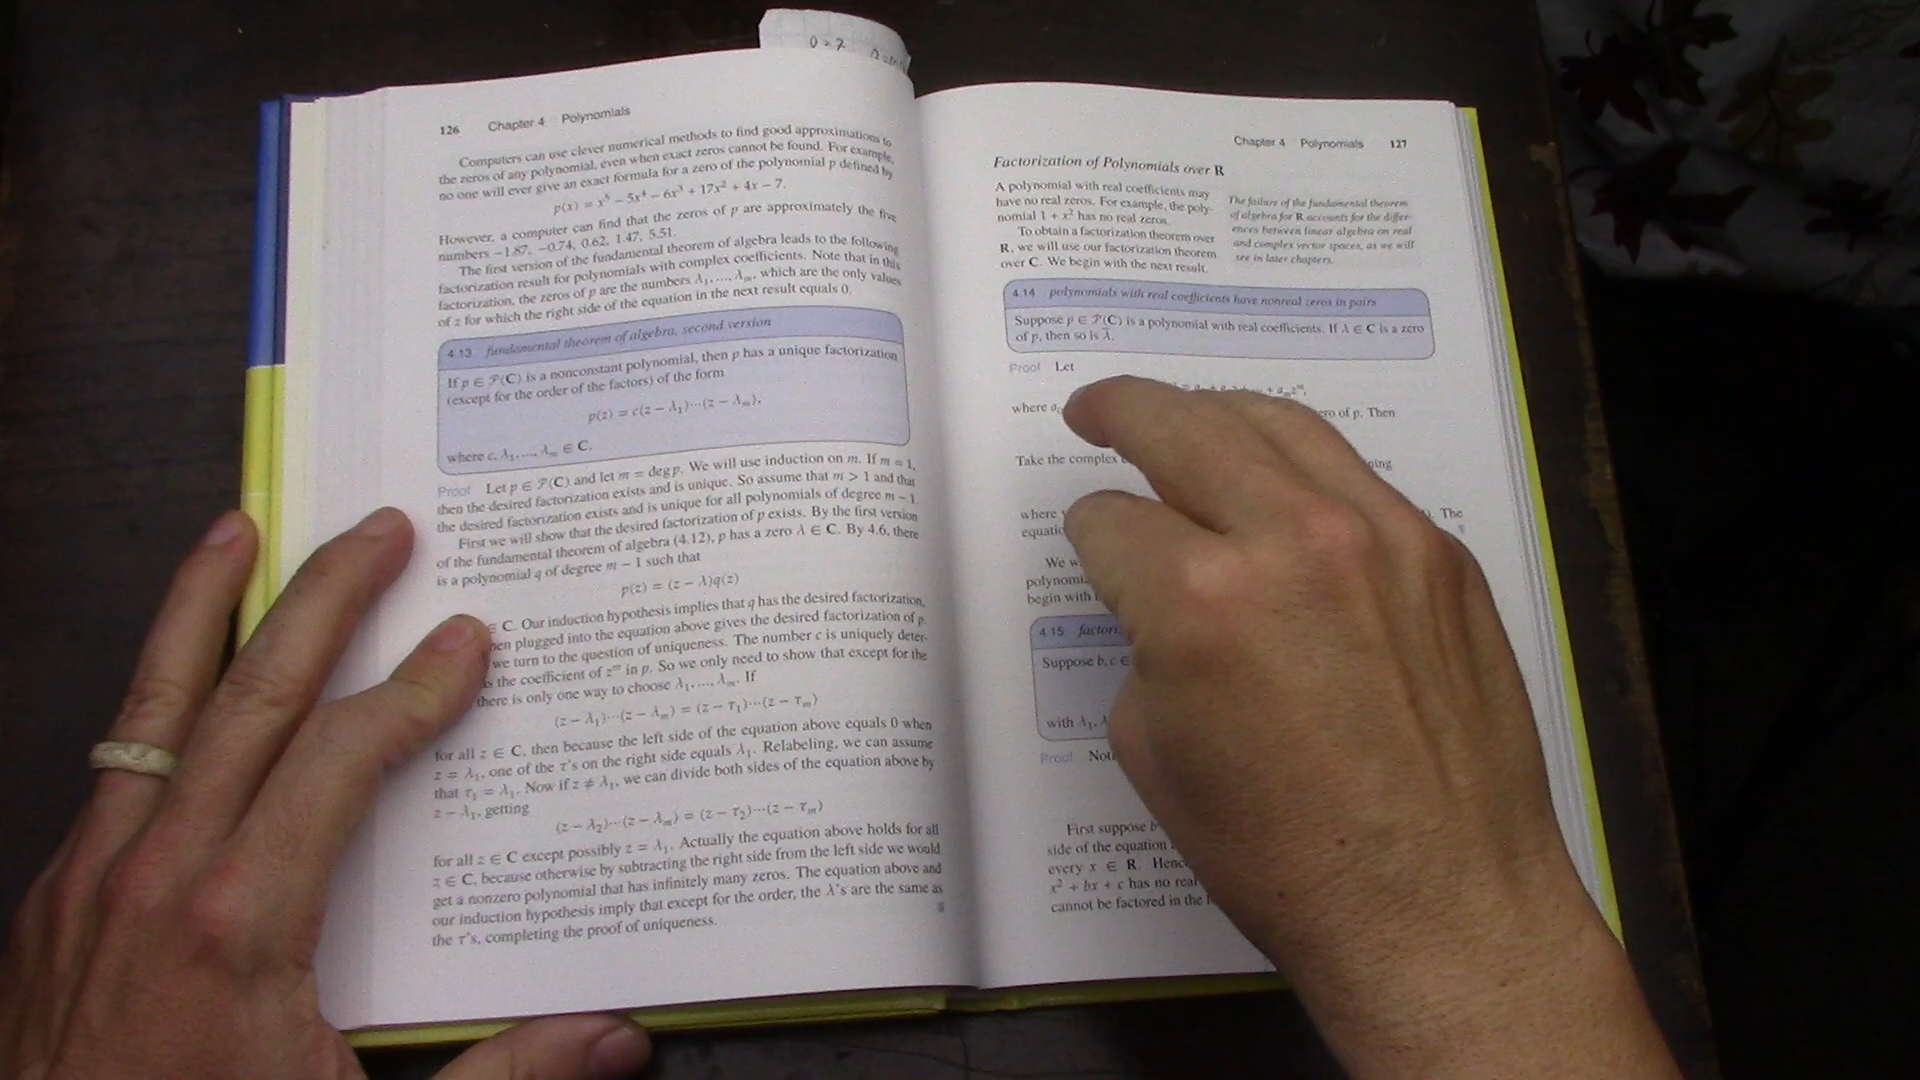 0 = z
126 Chapter 4 Polynomials
Computers can use clever numerical methods to find good approximations to
the zeros of any polynomial, even when exact zeros cannot be found. For example,
no one will ever give an exact formula for a zero of the polynomial p defined by
p(x) = x⁵ − 5x⁴ − 6x³ + 17x² + 4x − 7.
However, a computer can find that the zeros of p are approximately the five
numbers −1.87, −0.74, 0.62, 1.47, 5.51.
The first version of the fundamental theorem of algebra leads to the following
factorization result for polynomials with complex coefficients. Note that in this
factorization, the zeros of p are the numbers λ₁, …, λₘ, which are the only values
of z for which the right side of the equation in the next result equals 0.
4.13 fundamental theorem of algebra, second version
If p ∈ 𝒫(C) is a nonconstant polynomial, then p has a unique factorization
(except for the order of the factors) of the form
p(z) = c(z − λ₁)⋯(z − λₘ),
where c, λ₁, …, λₘ ∈ C.
Proof Let p ∈ 𝒫(C) and let m = deg p. We will use induction on m. If m = 1,
then the desired factorization exists and is unique. So assume that m > 1 and that
the desired factorization exists and is unique for all polynomials of degree m − 1.
First we will show that the desired factorization of p exists. By the first version
of the fundamental theorem of algebra (4.12), p has a zero λ ∈ C. By 4.6, there
is a polynomial q of degree m − 1 such that
p(z) = (z − λ)q(z)
∈ C. Our induction hypothesis implies that q has the desired factorization,
hen plugged into the equation above gives the desired factorization of p.
we turn to the question of uniqueness. The number c is uniquely deter-
s the coefficient of zᵐ in p. So we only need to show that except for the
there is only one way to choose λ₁, …, λₘ. If
(z − λ₁)⋯(z − λₘ) = (z − τ₁)⋯(z − τₘ)
for all z ∈ C, then because the left side of the equation above equals 0 when
z = λ₁, one of the τ's on the right side equals λ₁. Relabeling, we can assume
that τ₁ = λ₁. Now if z ≠ λ₁, we can divide both sides of the equation above by
z − λ₁, getting
(z − λ₂)⋯(z − λₘ) = (z − τ₂)⋯(z − τₘ)
for all z ∈ C except possibly z = λ₁. Actually the equation above holds for all
z ∈ C, because otherwise by subtracting the right side from the left side we would
get a nonzero polynomial that has infinitely many zeros. The equation above and
our induction hypothesis imply that except for the order, the λ's are the same as
the τ's, completing the proof of uniqueness.
Chapter 4 Polynomials 127
Factorization of Polynomials over R
A polynomial with real coefficients may
have no real zeros. For example, the poly-
nomial 1 + x² has no real zeros.
To obtain a factorization theorem over
R, we will use our factorization theorem
over C. We begin with the next result.
The failure of the fundamental theorem
of algebra for R accounts for the differ-
ences between linear algebra on real
and complex vector spaces, as we will
see in later chapters.
4.14 polynomials with real coefficients have nonreal zeros in pairs
Suppose p ∈ 𝒫(C) is a polynomial with real coefficients. If λ ∈ C is a zero
of p, then so is λ̄.
Proof Let
+ aₘzᵐ,
where a₀ ero of p. Then
Take the complex ning
where . The
equatio
We w
polynomi
begin with
4.15 factori
Suppose b, c ∈
with λ₁, λ
Proof Noti
First suppose b
side of the equation
every x ∈ R. Henc
x² + bx + c has no real
cannot be factored in the f